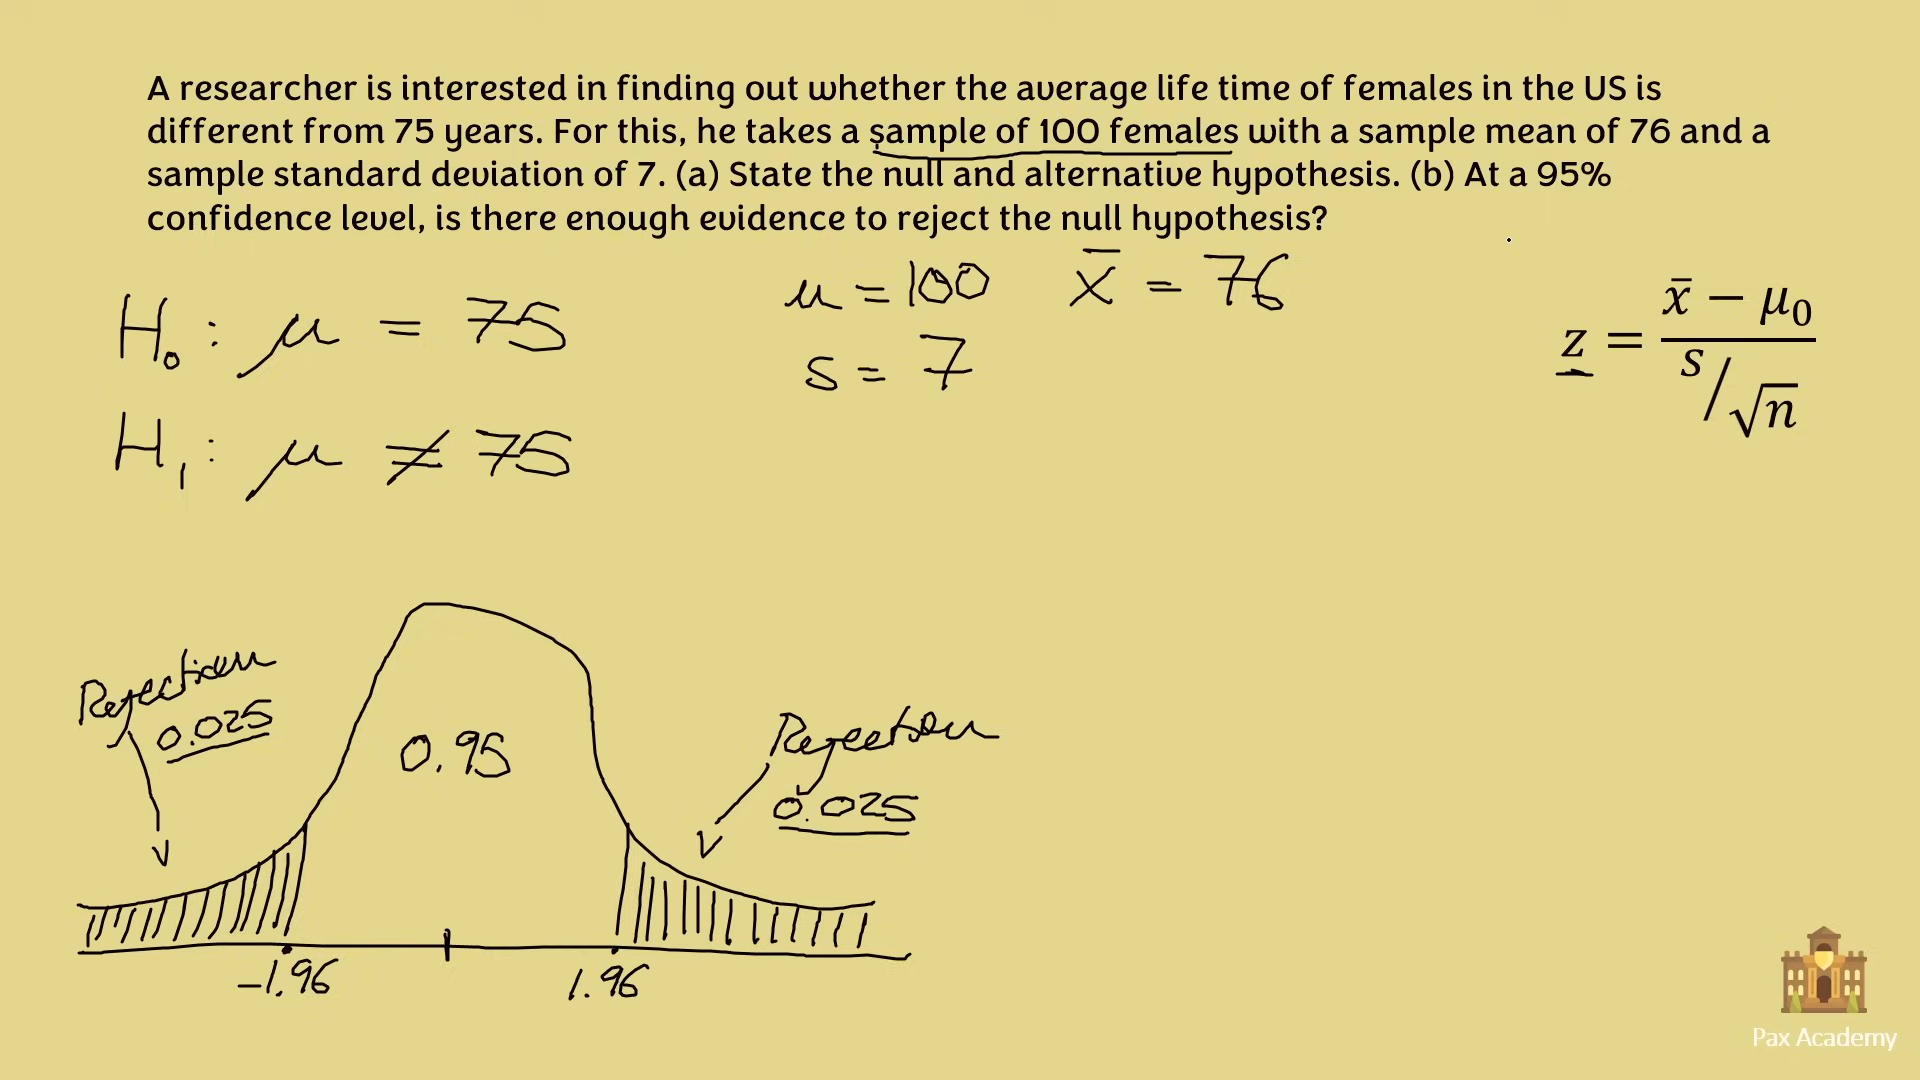 A researcher is interested in finding out whether the average life time of females in the US is
different from 75 years. For this, he takes a sample of 100 females with a sample mean of 76 and a
sample standard deviation of 7. (a) State the null and alternative hypothesis. (b) At a 95%
confidence level, is there enough evidence to reject the null hypothesis?
H₀ : μ = 75
n = 100 x̄ = 76
s = 7
z = (x̄ − μ₀) / (s/√n)
H₁ : μ ≠ 75
Rejection
0.025
0.95
Rejection
0.025
-1.96
1.96
Pax Academy